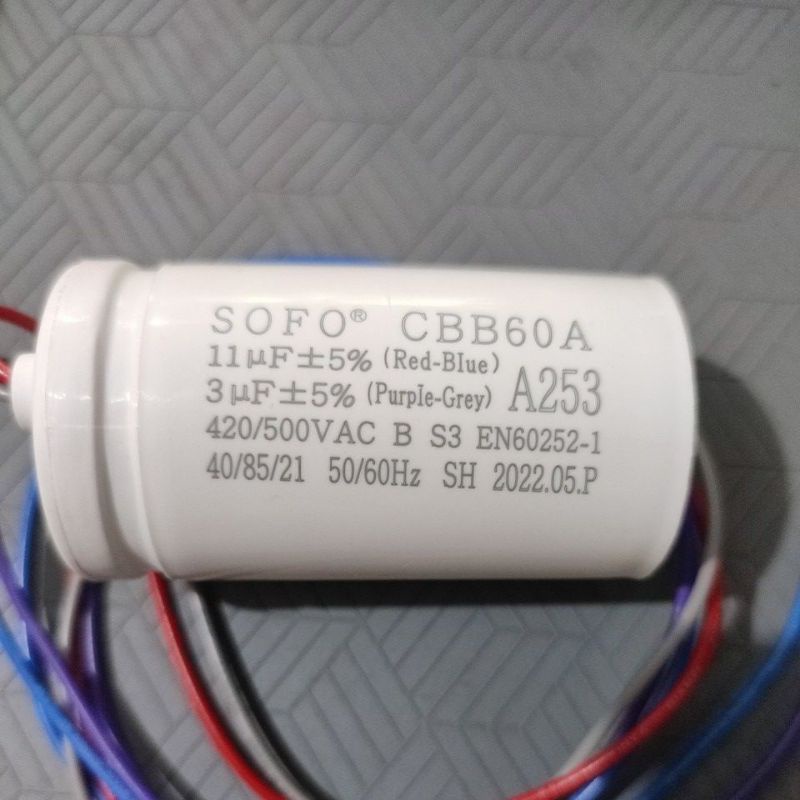 SOFO® CBB60A
11μF±5% (Red-Blue)
3μF±5% (Purple-Grey) A253
420/500VAC B S3 EN60252-1
40/85/21 50/60Hz SH 2022.05.P